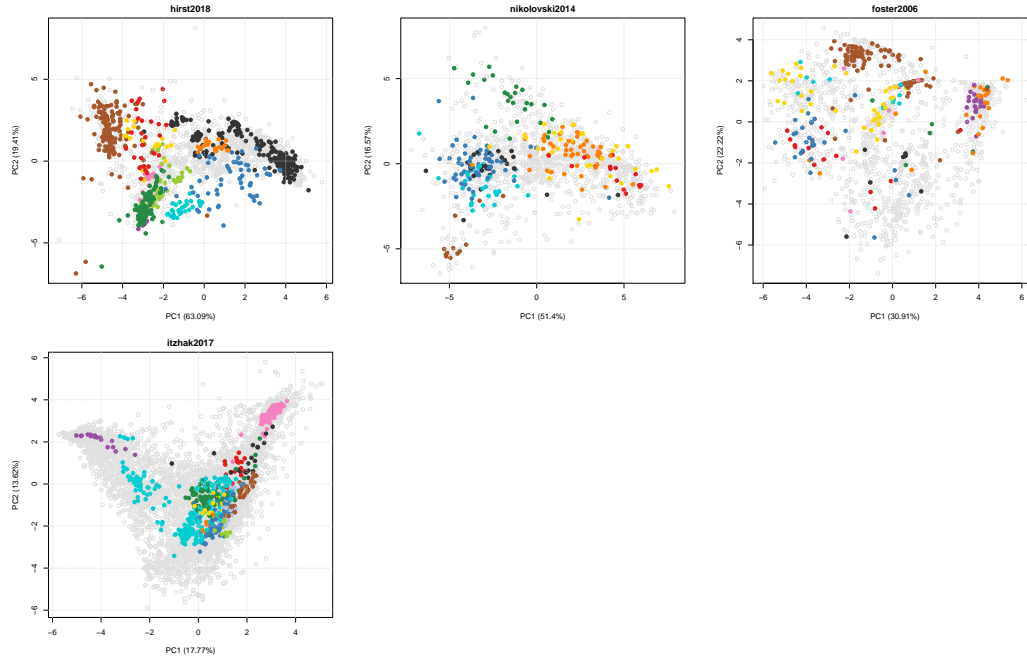 hirst2018
PC2 (19.41%)
5
0
−5
−6 −4 −2 0 2 4 6
PC1 (63.09%)
nikolovski2014
PC2 (16.57%)
5
0
−5
−5 0 5
PC1 (51.4%)
foster2006
PC2 (22.22%)
4
2
0
−2
−4
−6
−6 −4 −2 0 2 4 6
PC1 (30.91%)
itzhak2017
PC2 (13.62%)
6
4
2
0
−2
−4
−6
−6 −4 −2 0 2 4
PC1 (17.77%)